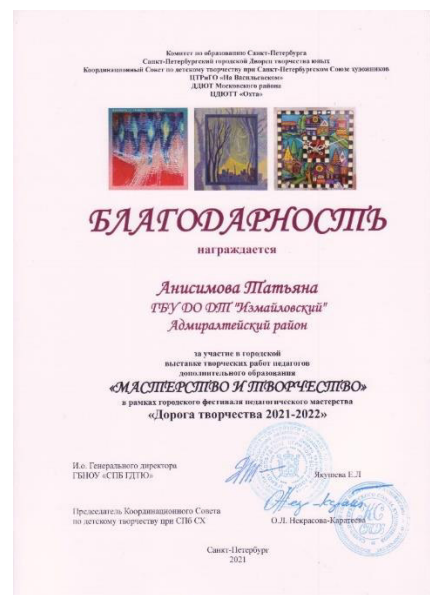 Комитет по образованию Санкт-Петербурга
Санкт-Петербургский городской Дворец творчества юных
Координационный Совет по детскому творчеству при Санкт-Петербургском Союзе художников
ЦТРиГО «На Васильевском»
ДДЮТ Московского района
ЦДЮТТ «Охта»
БЛАГОДАРНОСТЬ
награждается
Анисимова Татьяна
ГБУ ДО ДТ "Измайловский"
Адмиралтейский район
за участие в городской
выставке творческих работ педагогов
дополнительного образования
«МАСТЕРСТВО И ТВОРЧЕСТВО»
в рамках городского фестиваля педагогического мастерства
«Дорога творчества 2021-2022»
И.о. Генерального директора
ГБНОУ «СПБ ГДТЮ»
Якушева Е.Л
Председатель Координационного Совета
по детскому творчеству при СПб СХ
О.Л. Некрасова-Каратеева
Санкт-Петербург
2021